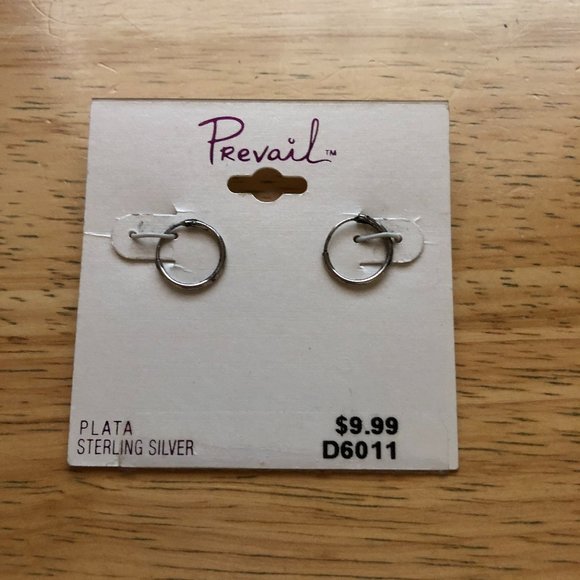 Prevail™
PLATA
STERLING SILVER
$9.99
D6011